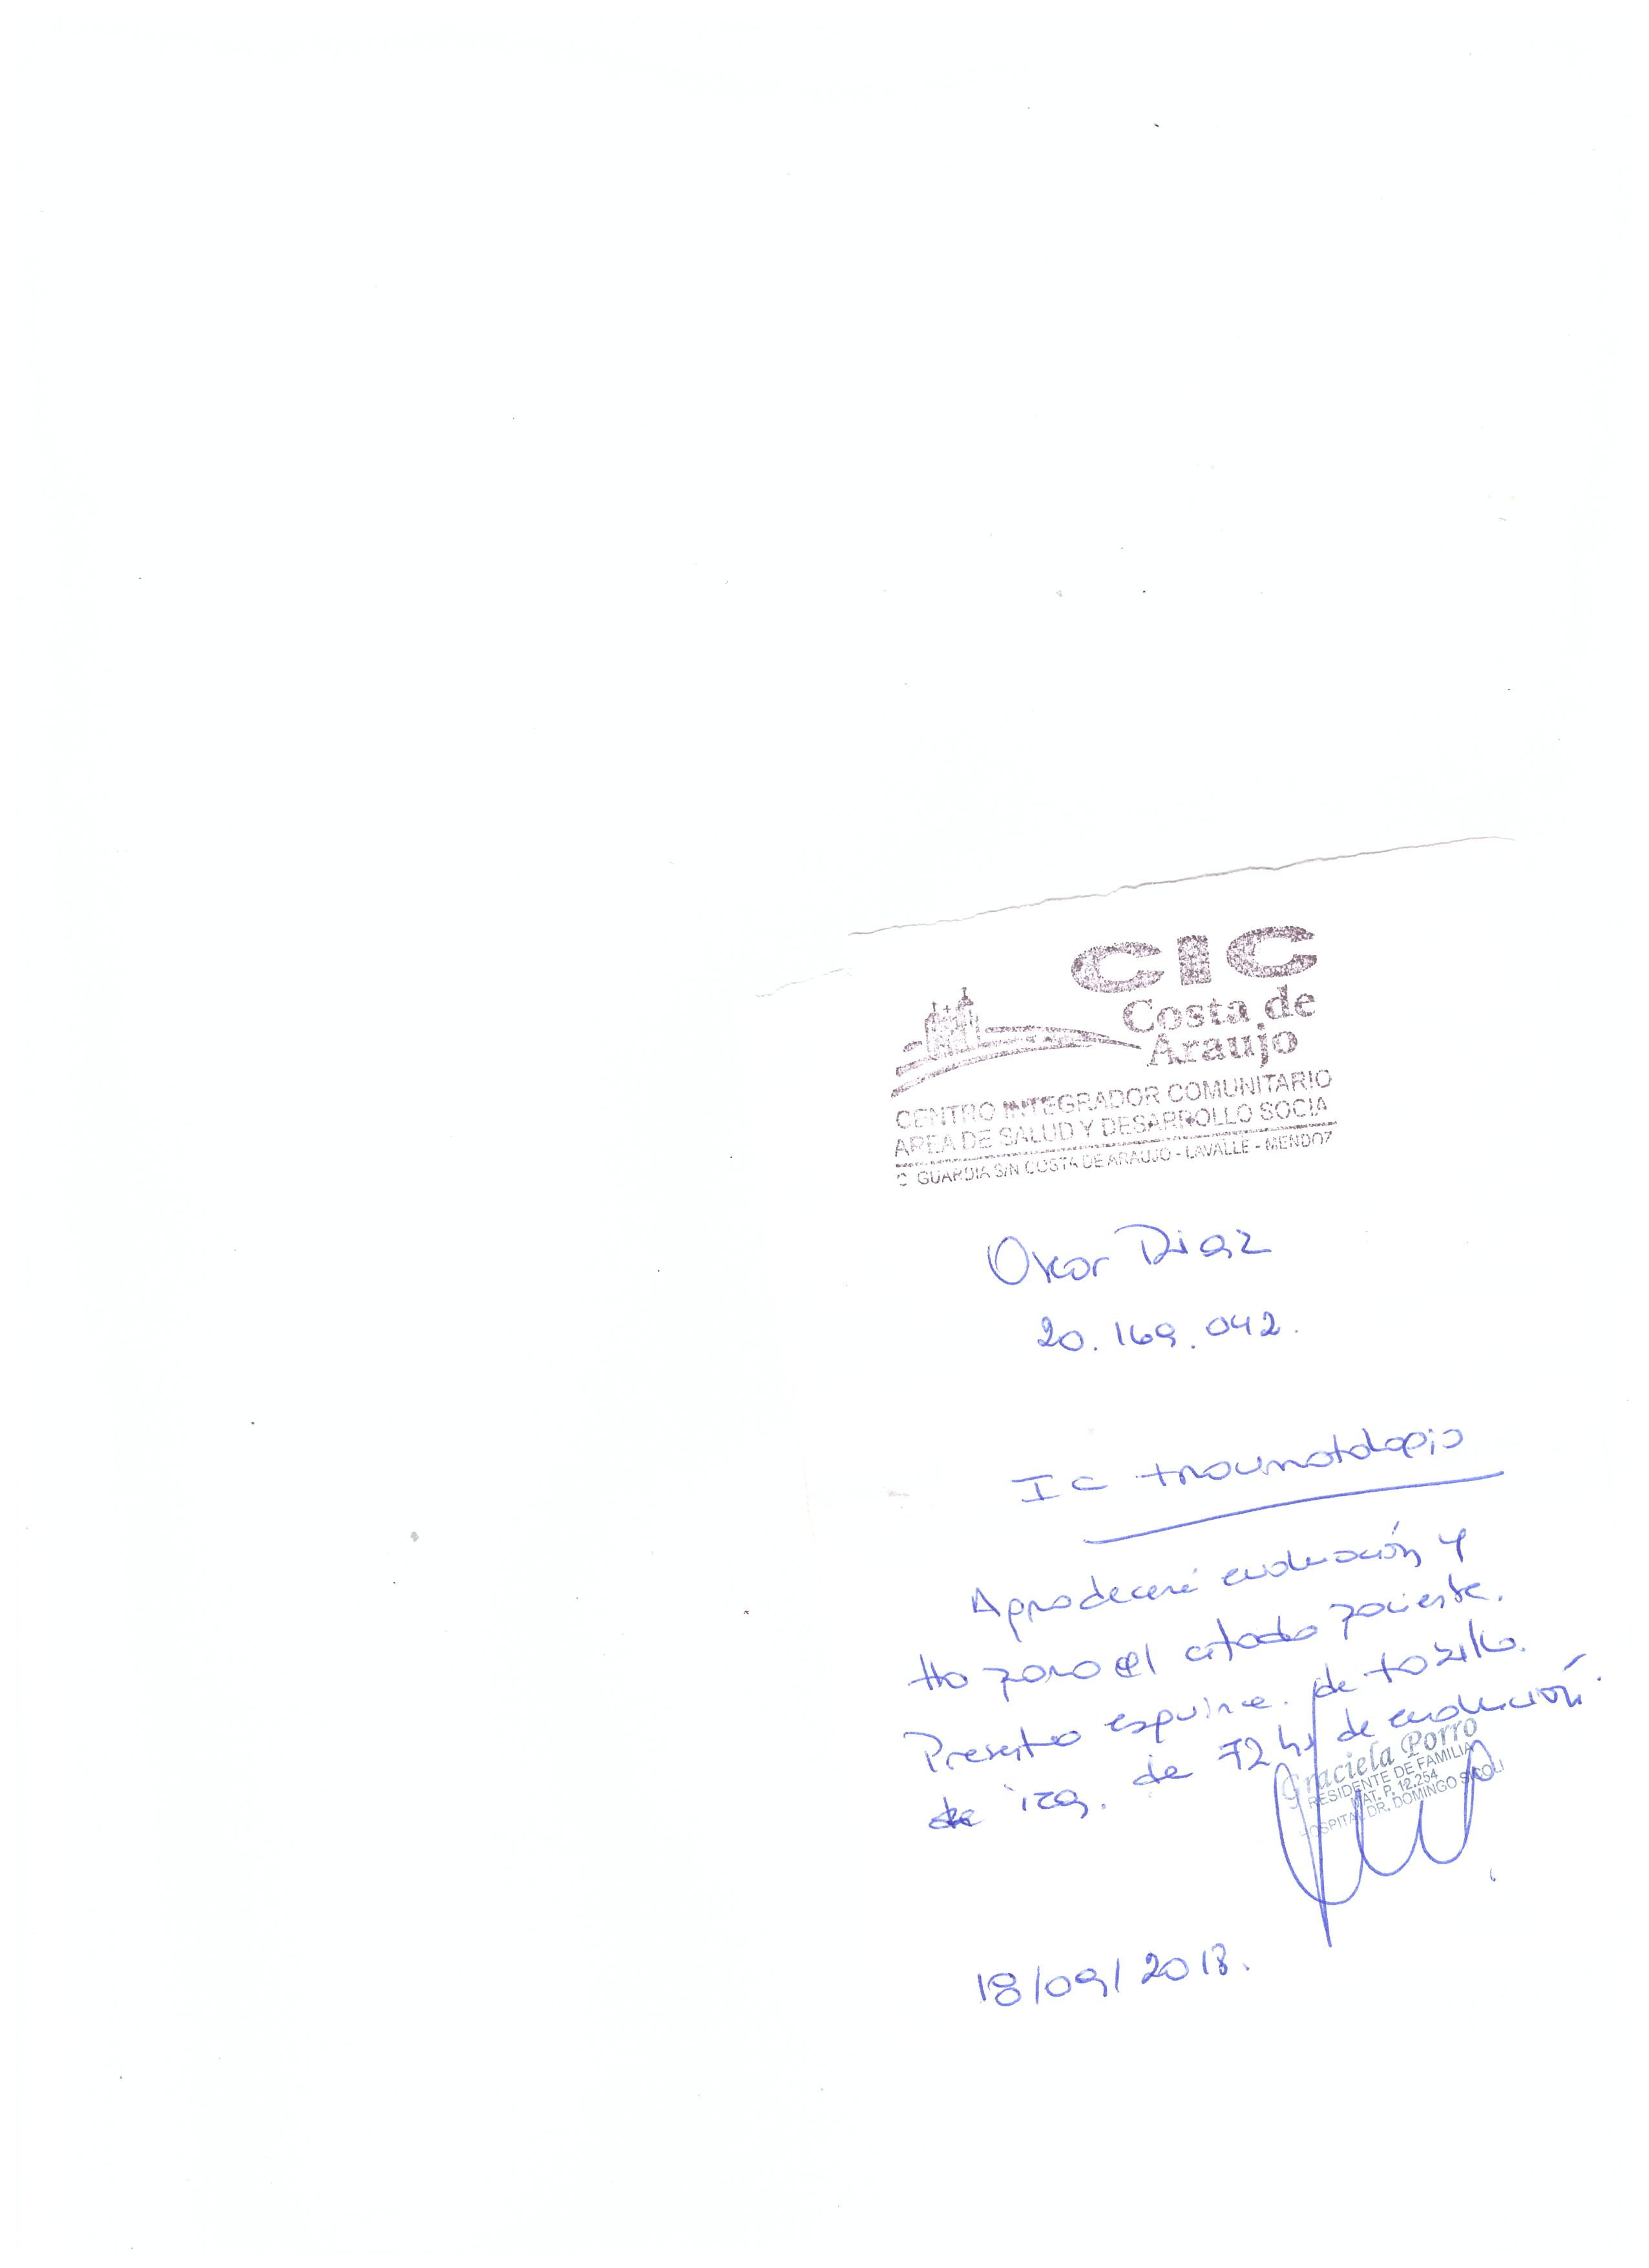 CIC
Costa de
Araujo
CENTRO INTEGRADOR COMUNITARIO
AREA DE SALUD Y DESARROLLO SOCIA
C GUARDIA S/N COSTA DE ARAUJO - LAVALLE - MENDOZ
Oscar Diaz
20.169.042.
IC traumatologia
Agradeceré evaluación y
tto para el citado paciente.
Presenta esguince de tobillo
izq. de 72 hs de evolución.
Graciela Porro
RESIDENTE DE FAMILIA
MAT. P. 12.254
HOSPITAL DR. DOMINGO SICOLI
18/09/2018.